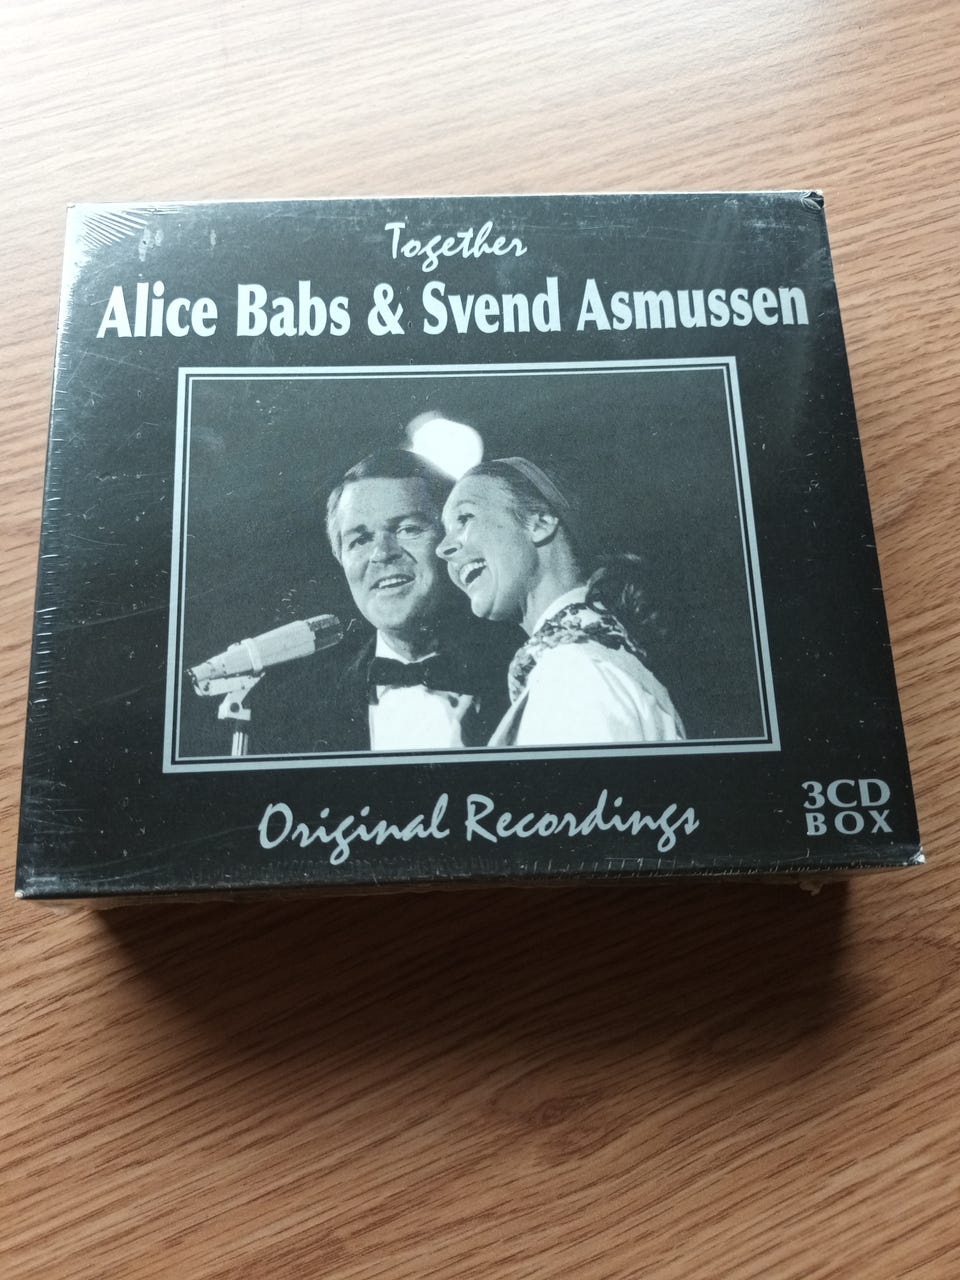 Together
Alice Babs & Svend Asmussen
Original Recordings
3CD
BOX